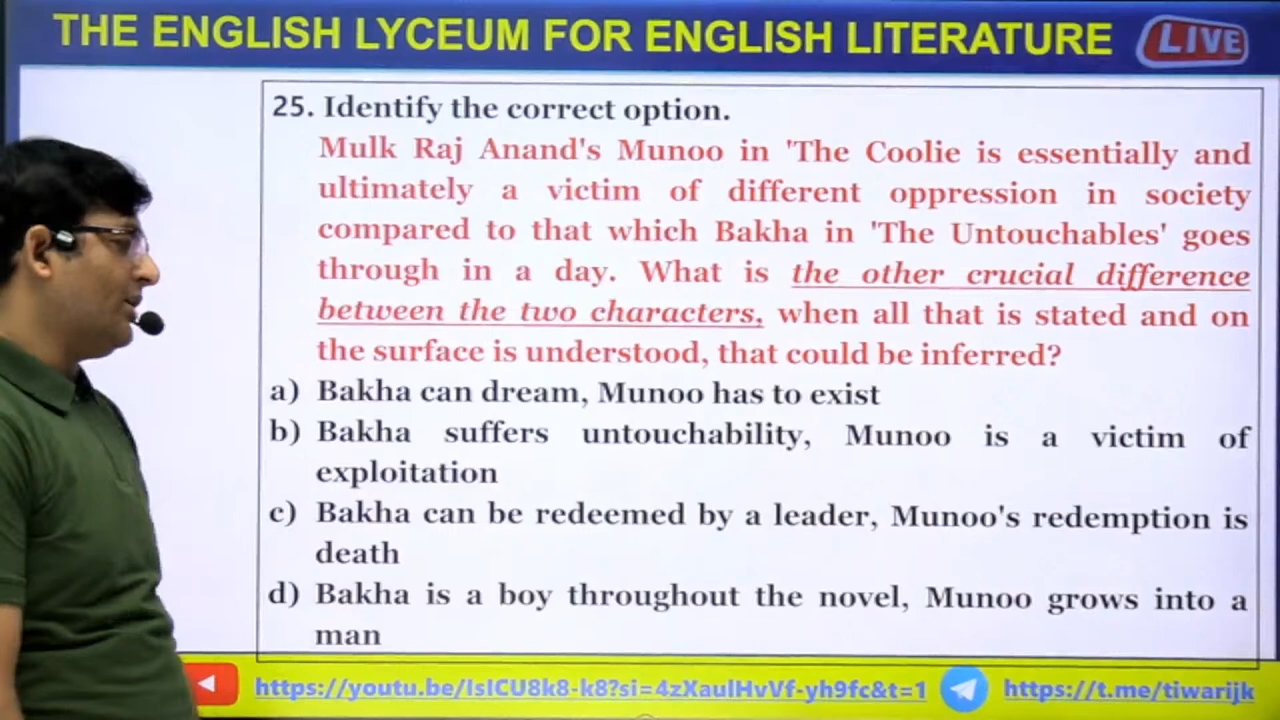 THE ENGLISH LYCEUM FOR ENGLISH LITERATURE LIVE
25. Identify the correct option.
Mulk Raj Anand's Munoo in 'The Coolie is essentially and
ultimately a victim of different oppression in society
compared to that which Bakha in 'The Untouchables' goes
through in a day. What is the other crucial difference
between the two characters, when all that is stated and on
the surface is understood, that could be inferred?
a) Bakha can dream, Munoo has to exist
b) Bakha suffers untouchability, Munoo is a victim of
exploitation
c) Bakha can be redeemed by a leader, Munoo's redemption is
death
d) Bakha is a boy throughout the novel, Munoo grows into a
man
https://youtu.be/IsICU8k8-k8?si=4zXaulHvVf-yh9fc&t=1 https://t.me/tiwarijk